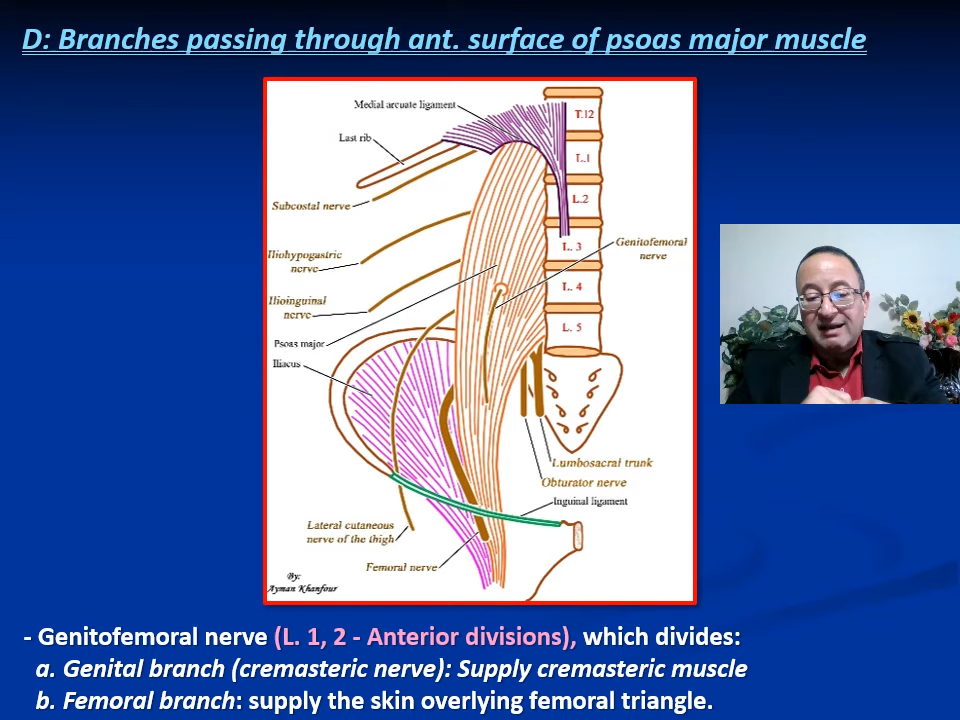 D: Branches passing through ant. surface of psoas major muscle
Medial arcuate ligament
T.12
Last rib
L.1
Subcostal nerve
L.2
Genitofemoral
nerve
L. 3
Iliohypogastric
nerve
L. 4
Ilioinguinal
nerve
L. 5
Psoas major
Iliacus
Lumbosacral trunk
Obturator nerve
Inguinal ligament
Lateral cutaneous
nerve of the thigh
Femoral nerve
By:
Ayman Khanfour
- Genitofemoral nerve (L. 1, 2 - Anterior divisions), which divides:
a. Genital branch (cremasteric nerve): Supply cremasteric muscle
b. Femoral branch: supply the skin overlying femoral triangle.